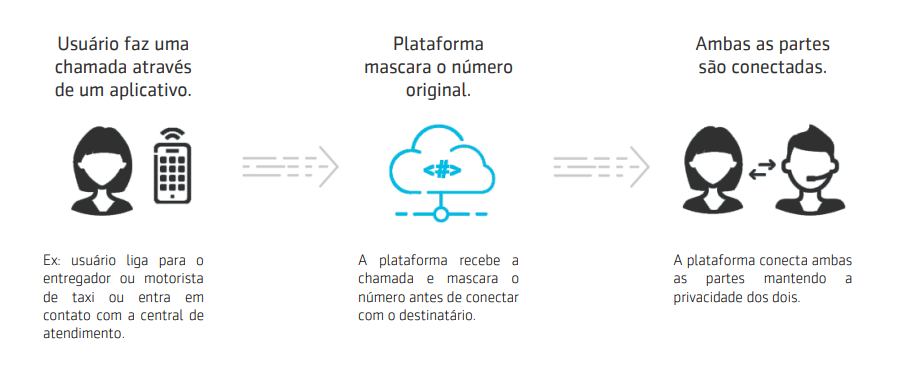 Usuário faz uma
chamada através
de um aplicativo.
Plataforma
mascara o número
original.
Ambas as partes
são conectadas.
<#>
Ex: usuário liga para o
entregador ou motorista
de taxi ou entra em
contato com a central de
atendimento.
A plataforma recebe a
chamada e mascara o
número antes de conectar
com o destinatário.
A plataforma conecta ambas
as partes mantendo a
privacidade dos dois.